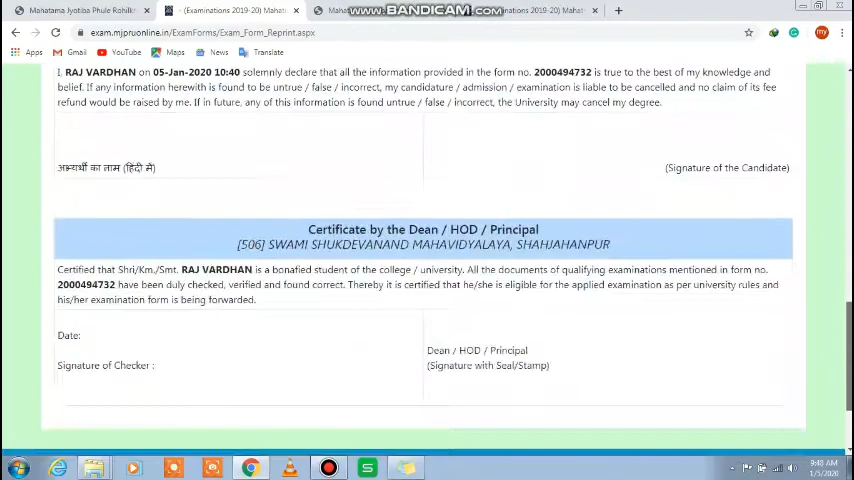 Mahatama Jyotiba Phule Rohilk
(Examinations 2019-20) Mahat
Mahat
(Examinations 2019-20) Mahat
www.BANDICAM.com
exam.mjpruonline.in/ExamForms/Exam_Form_Reprint.aspx
Apps Gmail YouTube Maps News Translate
I, RAJ VARDHAN on 05-Jan-2020 10:40 solemnly declare that all the information provided in the form no. 2000494732 is true to the best of my knowledge and
belief. If any information herewith is found to be untrue / false / incorrect, my candidature / admission / examination is liable to be cancelled and no claim of its fee
refund would be raised by me. If in future, any of this information is found untrue / false / incorrect, the University may cancel my degree.
अभ्यर्थी का नाम (हिंदी में)
(Signature of the Candidate)
Certificate by the Dean / HOD / Principal
[506] SWAMI SHUKDEVANAND MAHAVIDYALAYA, SHAHJAHANPUR
Certified that Shri/Km./Smt. RAJ VARDHAN is a bonafied student of the college / university. All the documents of qualifying examinations mentioned in form no.
2000494732 have been duly checked, verified and found correct. Thereby it is certified that he/she is eligible for the applied examination as per university rules and
his/her examination form is being forwarded.
Date:
Dean / HOD / Principal
Signature of Checker :
(Signature with Seal/Stamp)
9:48 AM
1/5/2020